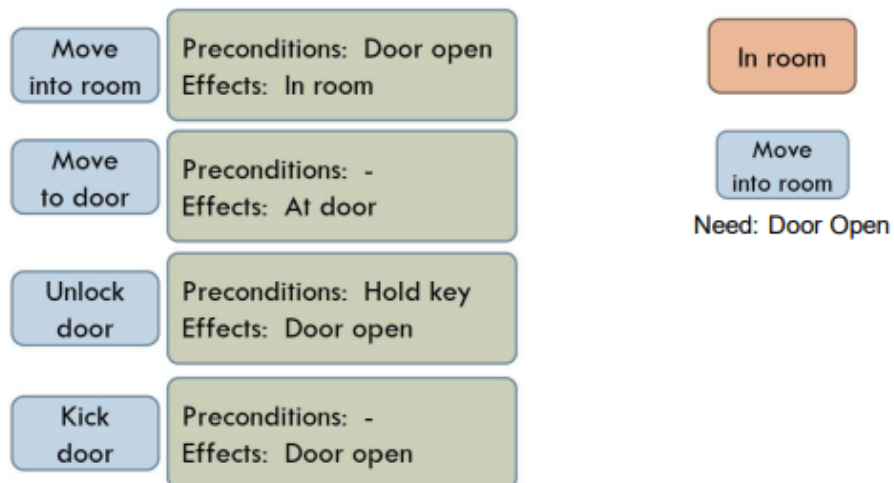 Move
into room
Preconditions: Door open
Effects: In room
Move
to door
Preconditions: -
Effects: At door
Unlock
door
Preconditions: Hold key
Effects: Door open
Kick
door
Preconditions: -
Effects: Door open
In room
Move
into room
Need: Door Open